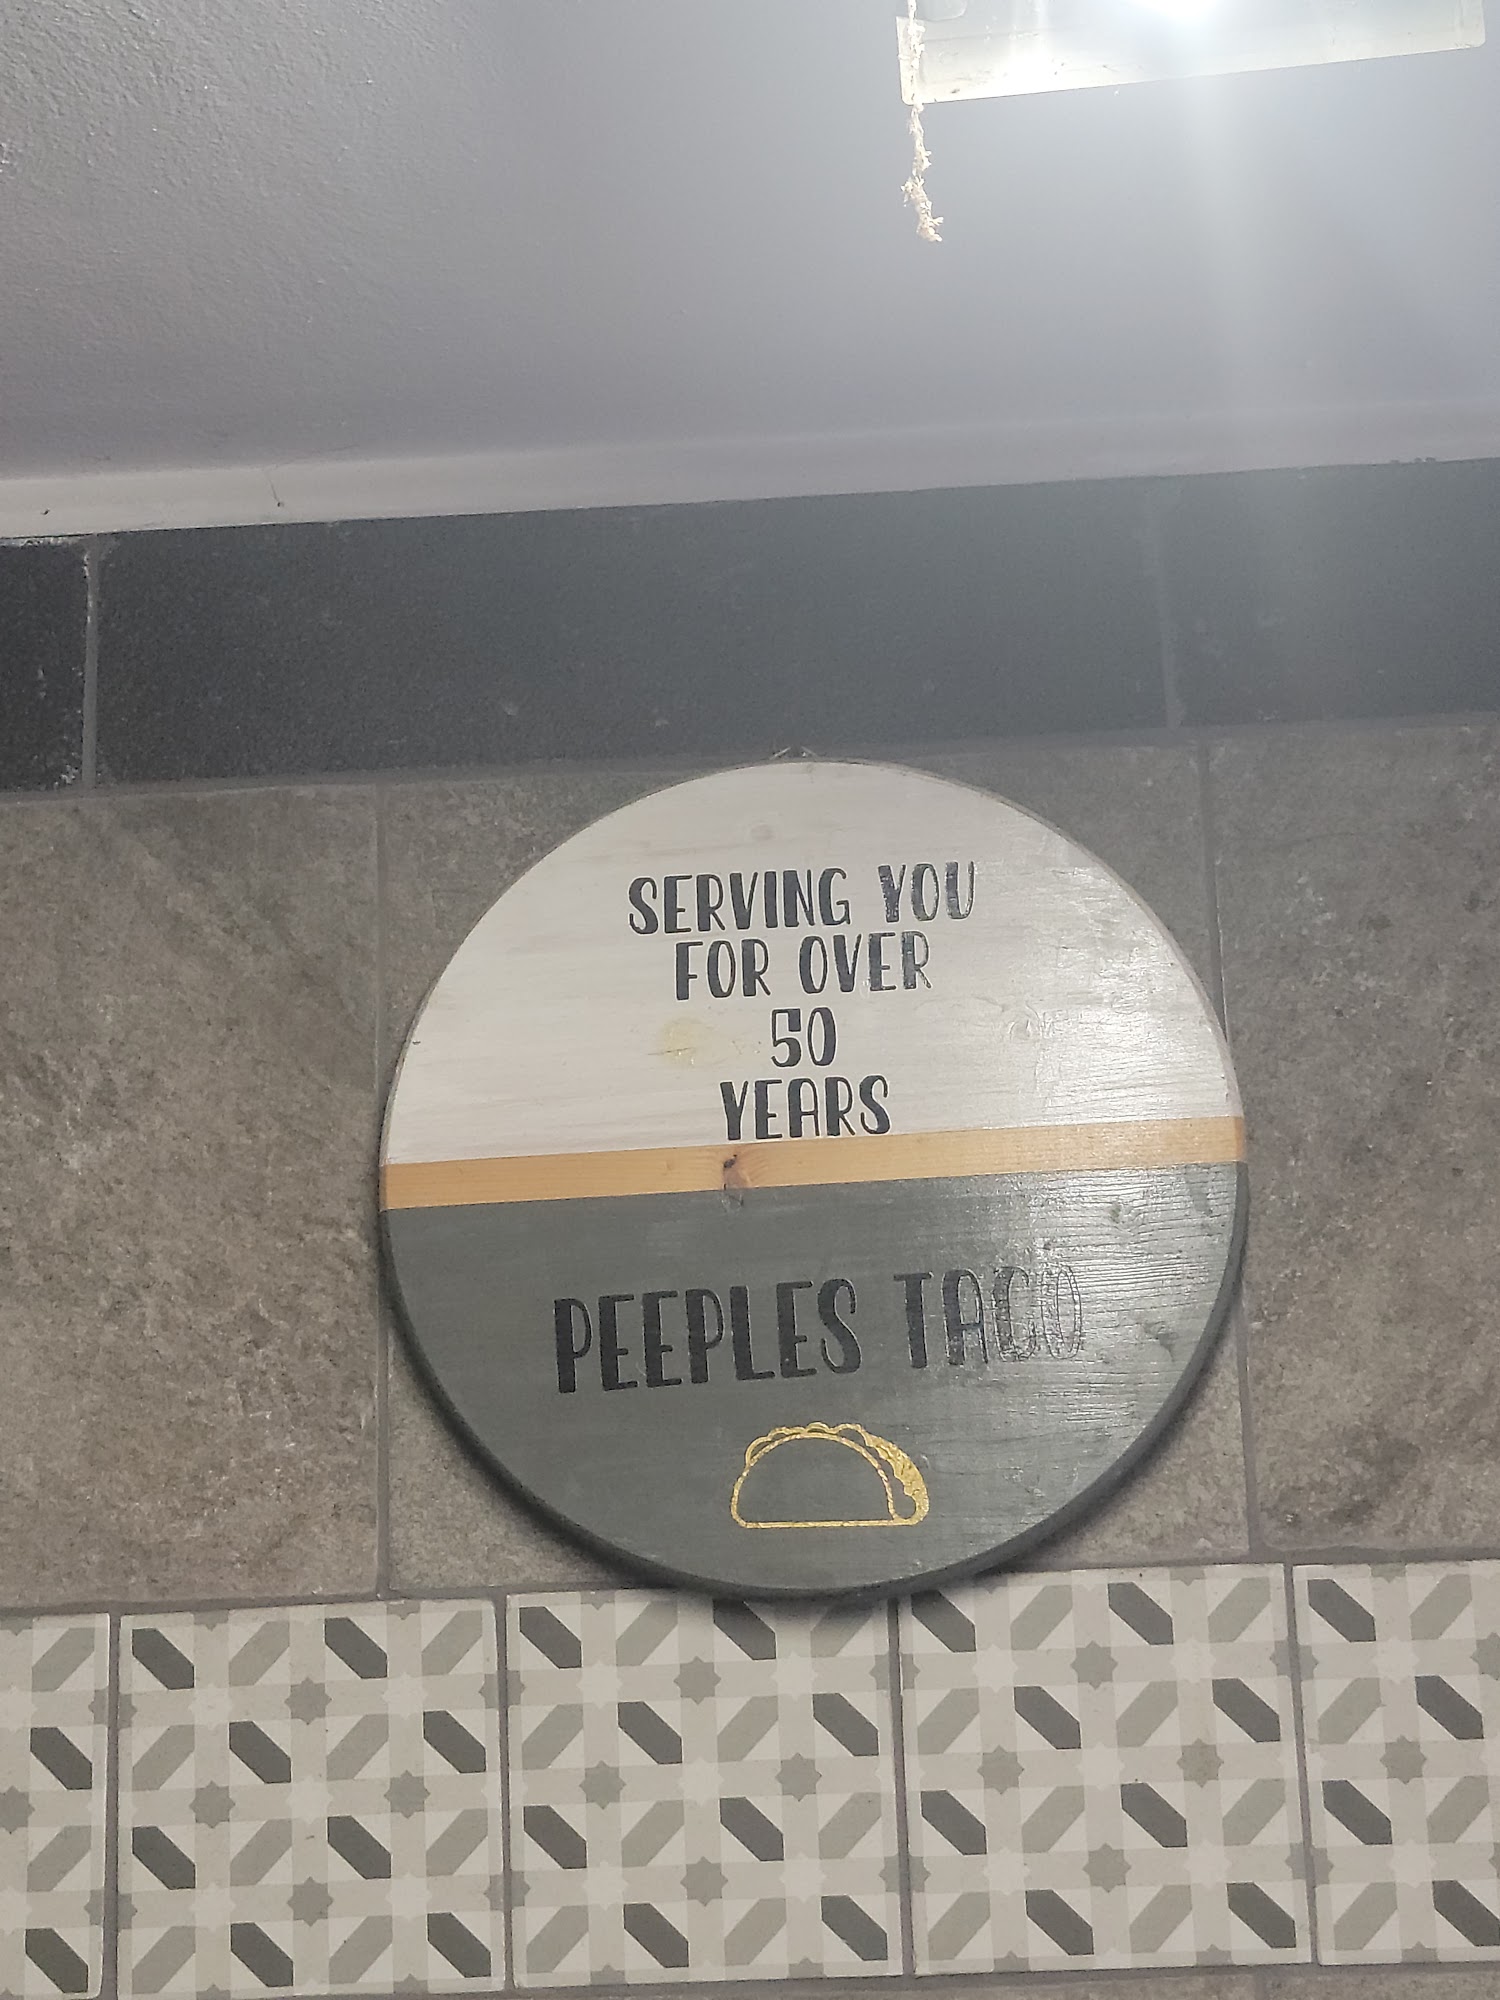 SERVING YOU
FOR OVER
50
YEARS
PEEPLES TACO